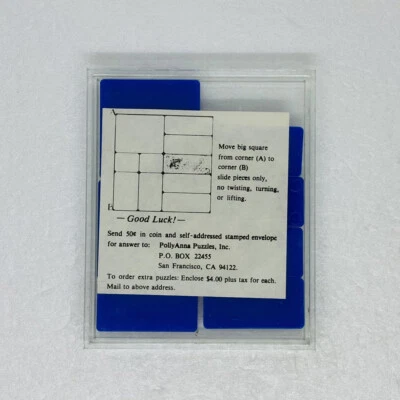 Move big square
from corner (A) to
corner (B)
slide pieces only,
no twisting, turning,
or lifting.
— Good Luck! —
Send 50¢ in coin and self-addressed stamped envelope
for answer to: PollyAnna Puzzles, Inc.
P.O. BOX 22455
San Francisco, CA 94122.
To order extra puzzles: Enclose $4.00 plus tax for each.
Mail to above address.